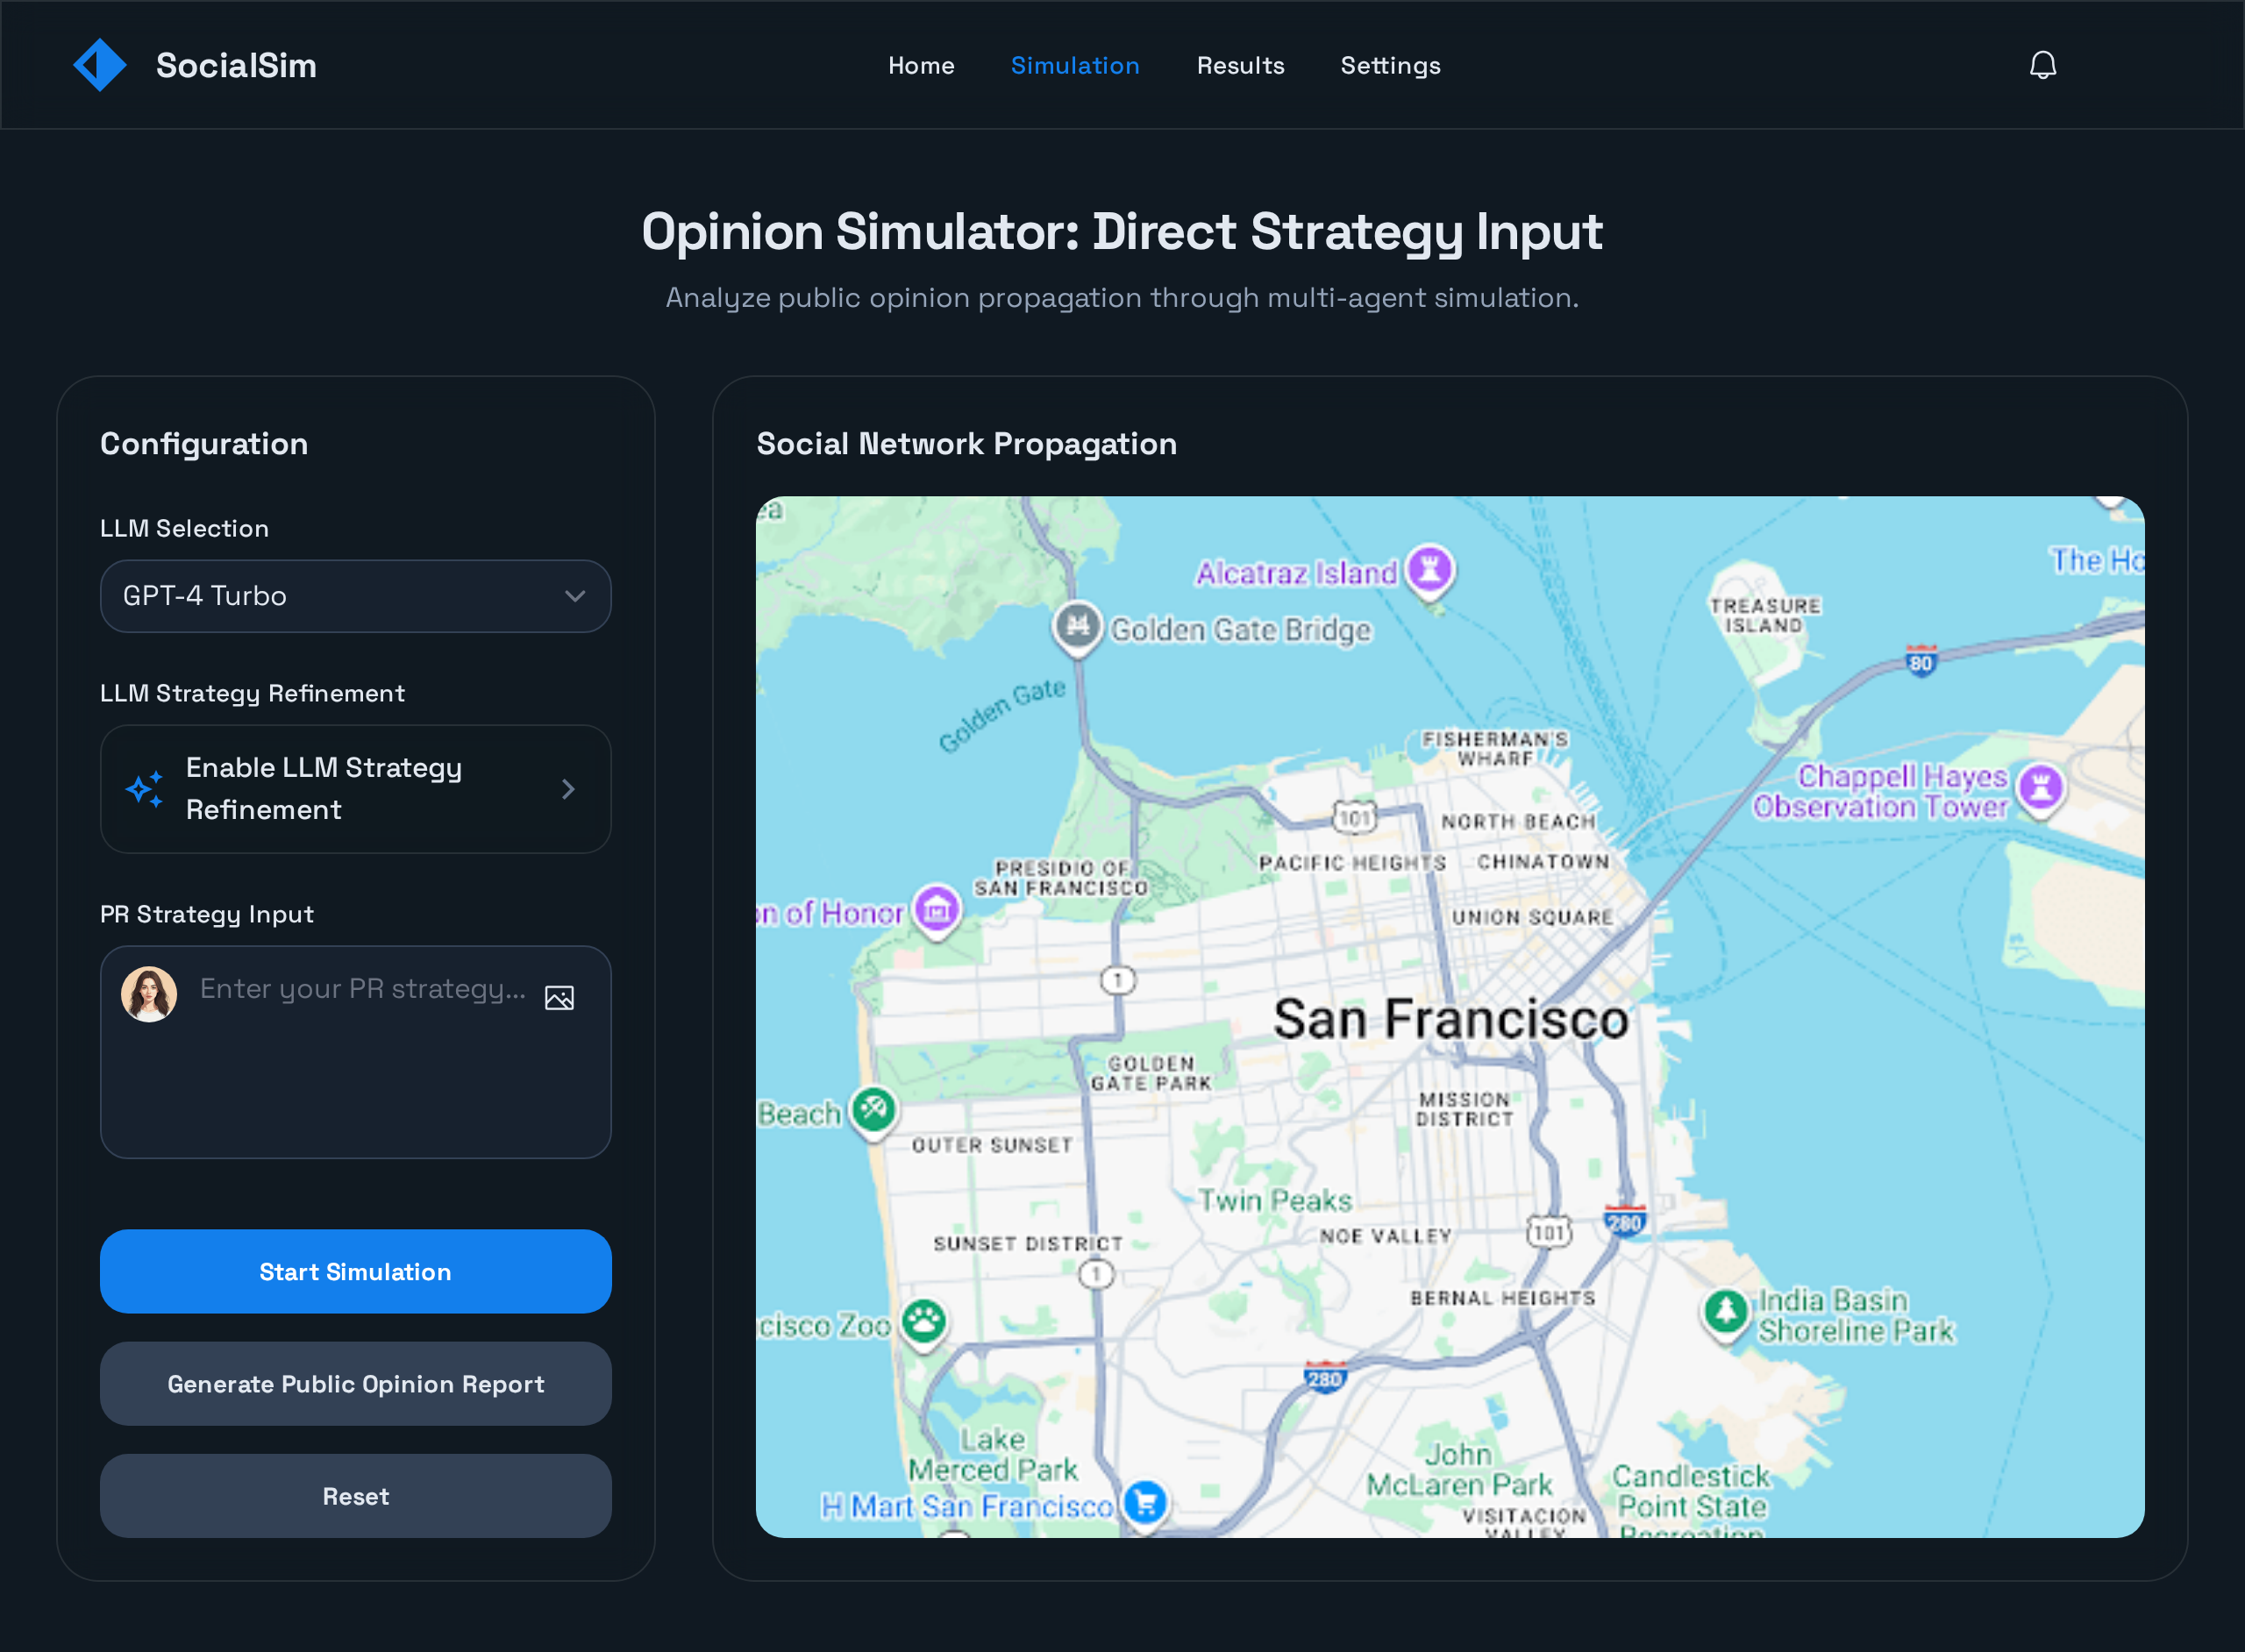 SocialSim
Home
Simulation
Results
Settings
Opinion Simulator: Direct Strategy Input
Analyze public opinion propagation through multi-agent simulation.
Configuration
LLM Selection
GPT-4 Turbo
LLM Strategy Refinement
Enable LLM Strategy
Refinement
PR Strategy Input
Enter your PR strategy...
Start Simulation
Generate Public Opinion Report
Reset
Social Network Propagation
Alcatraz Island
The Ho
Golden Gate Bridge
TREASURE
ISLAND
80
Golden Gate
FISHERMAN'S
WHARF
Chappell Hayes
Observation Tower
101
NORTH BEACH
PACIFIC HEIGHTS
CHINATOWN
PRESIDIO OF
SAN FRANCISCO
on of Honor
UNION SQUARE
1
San Francisco
GOLDEN
GATE PARK
MISSION
DISTRICT
Beach
OUTER SUNSET
Twin Peaks
280
NOE VALLEY
101
SUNSET DISTRICT
1
BERNAL HEIGHTS
India Basin
Shoreline Park
cisco Zoo
280
Lake
Merced Park
John
McLaren Park
Candlestick
Point State
Recreation
H Mart San Francisco
VISITACION
VALLEY